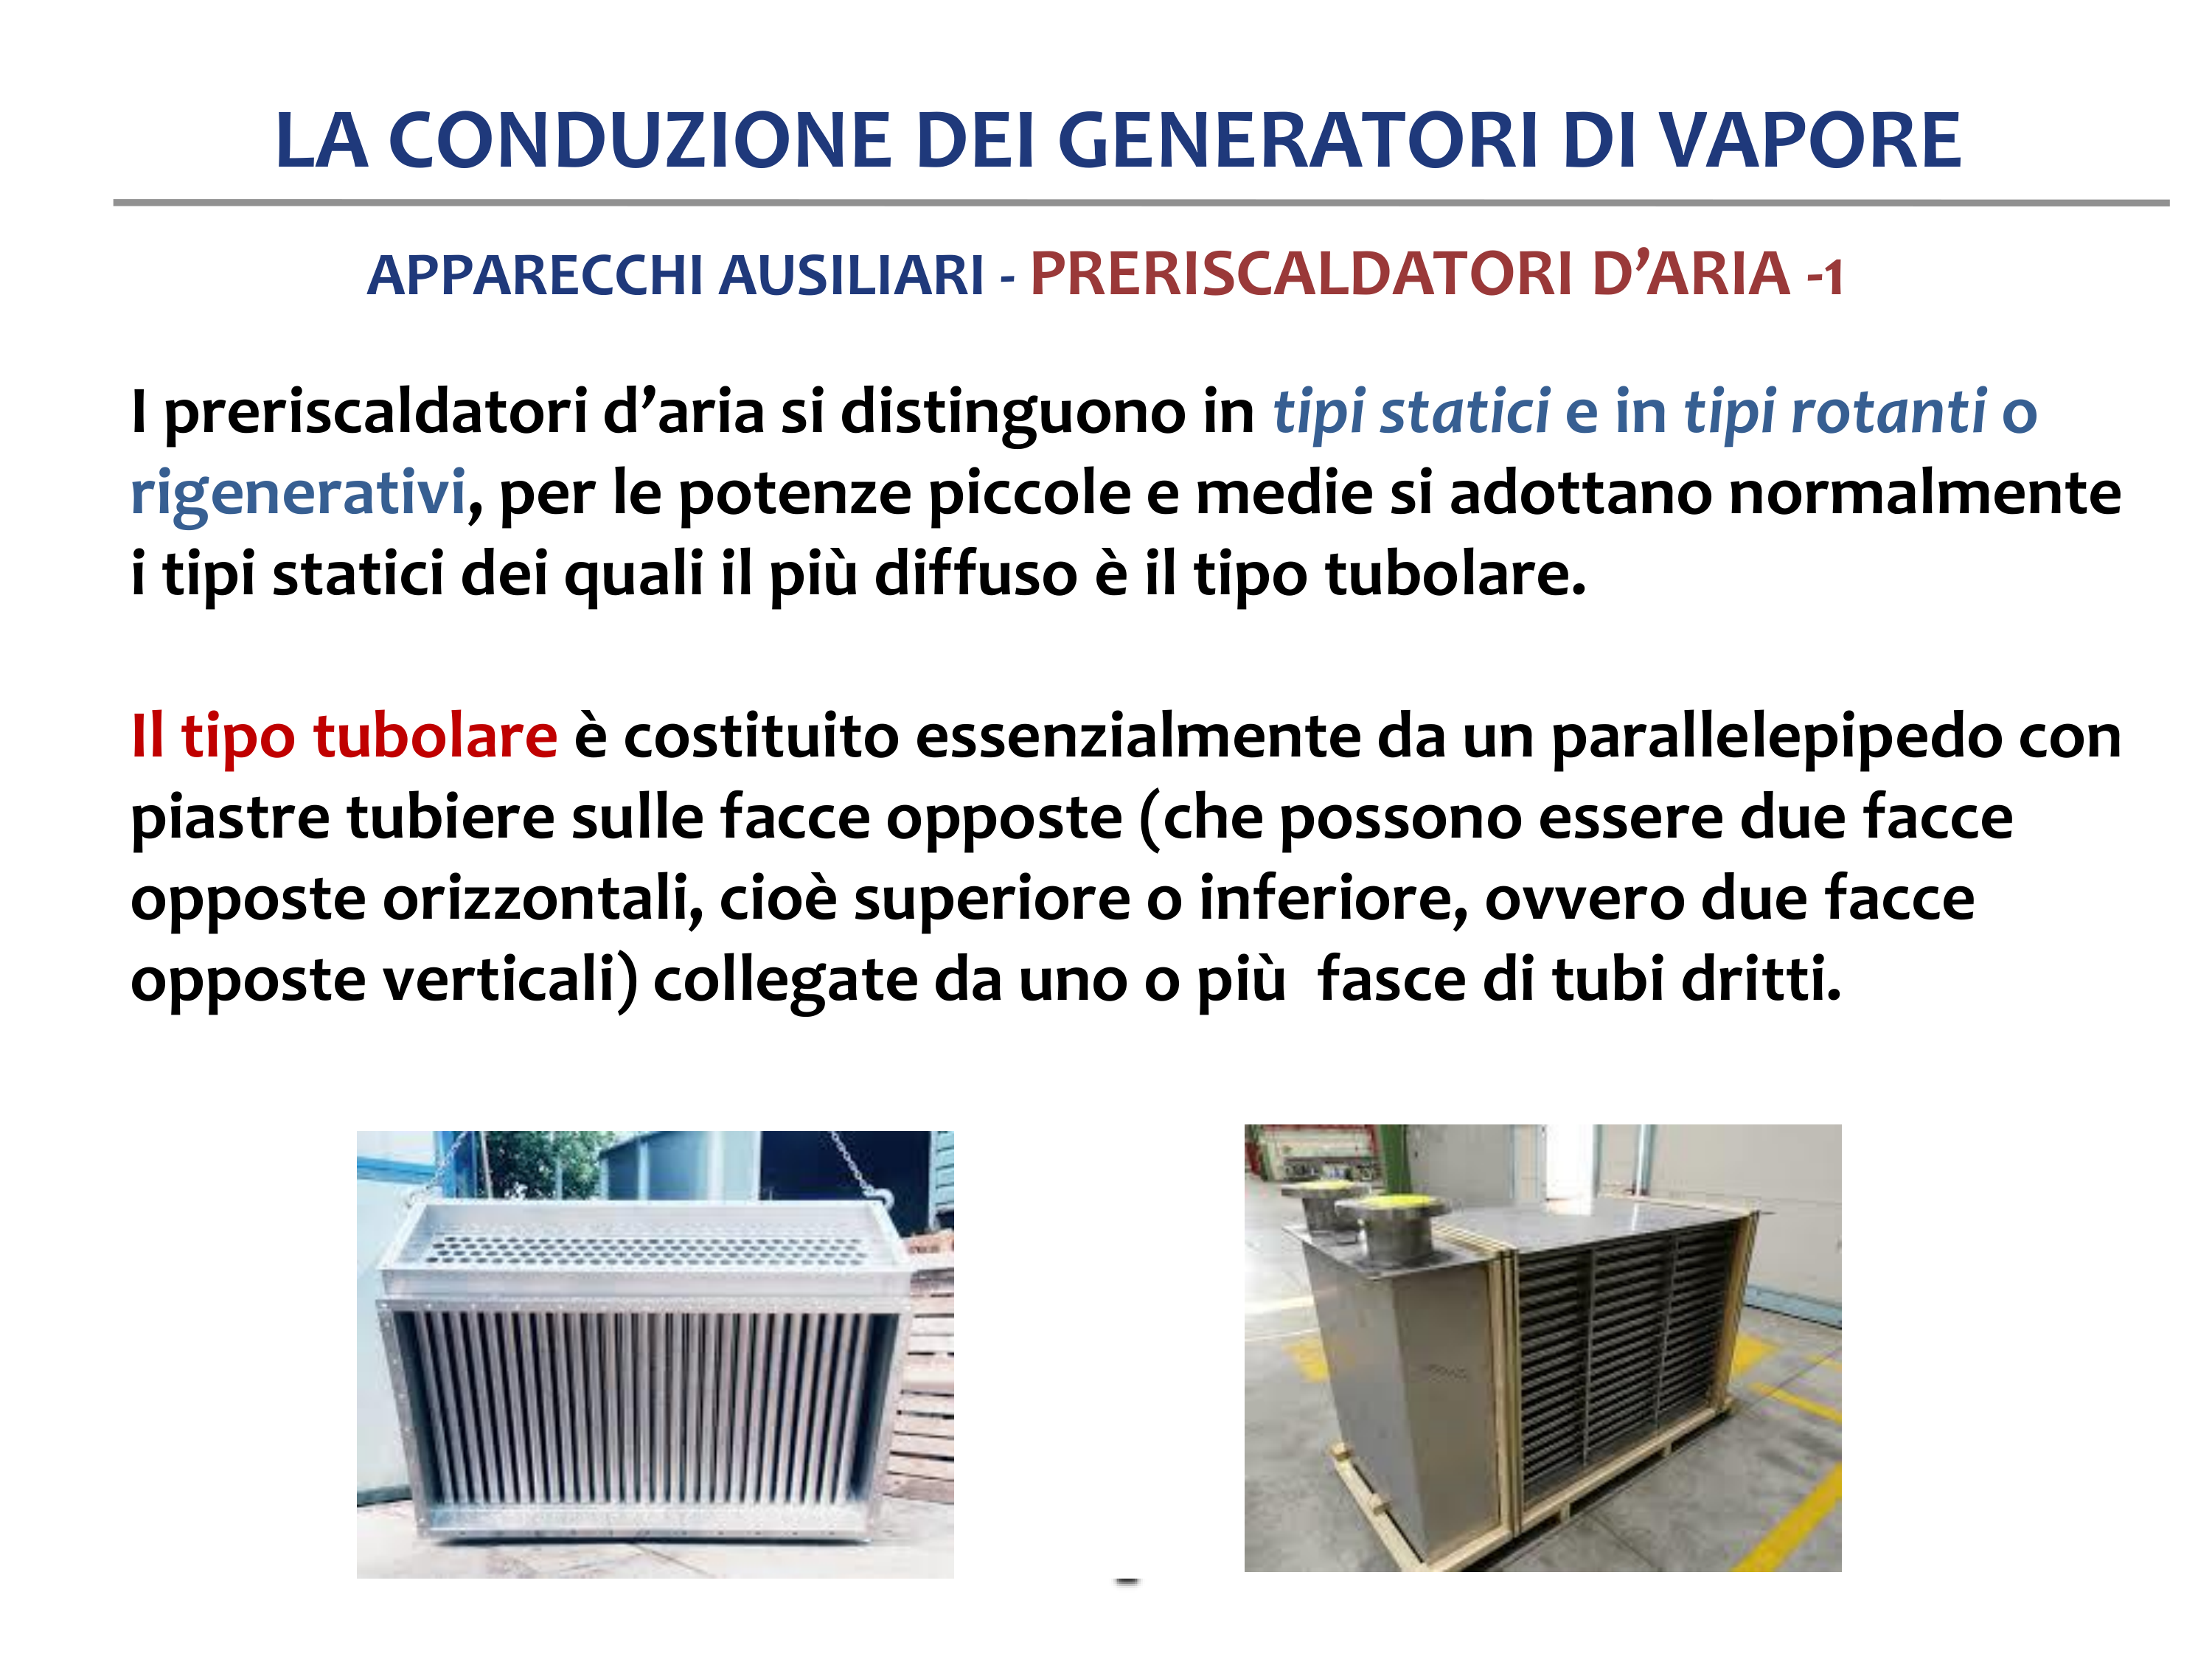 LA CONDUZIONE DEI GENERATORI DI VAPORE
APPARECCHI AUSILIARI - PRERISCALDATORI D’ARIA -1
I preriscaldatori d’aria si distinguono in tipi statici e in tipi rotanti o
rigenerativi, per le potenze piccole e medie si adottano normalmente
i tipi statici dei quali il più diffuso è il tipo tubolare.
Il tipo tubolare è costituito essenzialmente da un parallelepipedo con
piastre tubiere sulle facce opposte (che possono essere due facce
opposte orizzontali, cioè superiore o inferiore, ovvero due facce
opposte verticali) collegate da uno o più  fasce di tubi dritti.